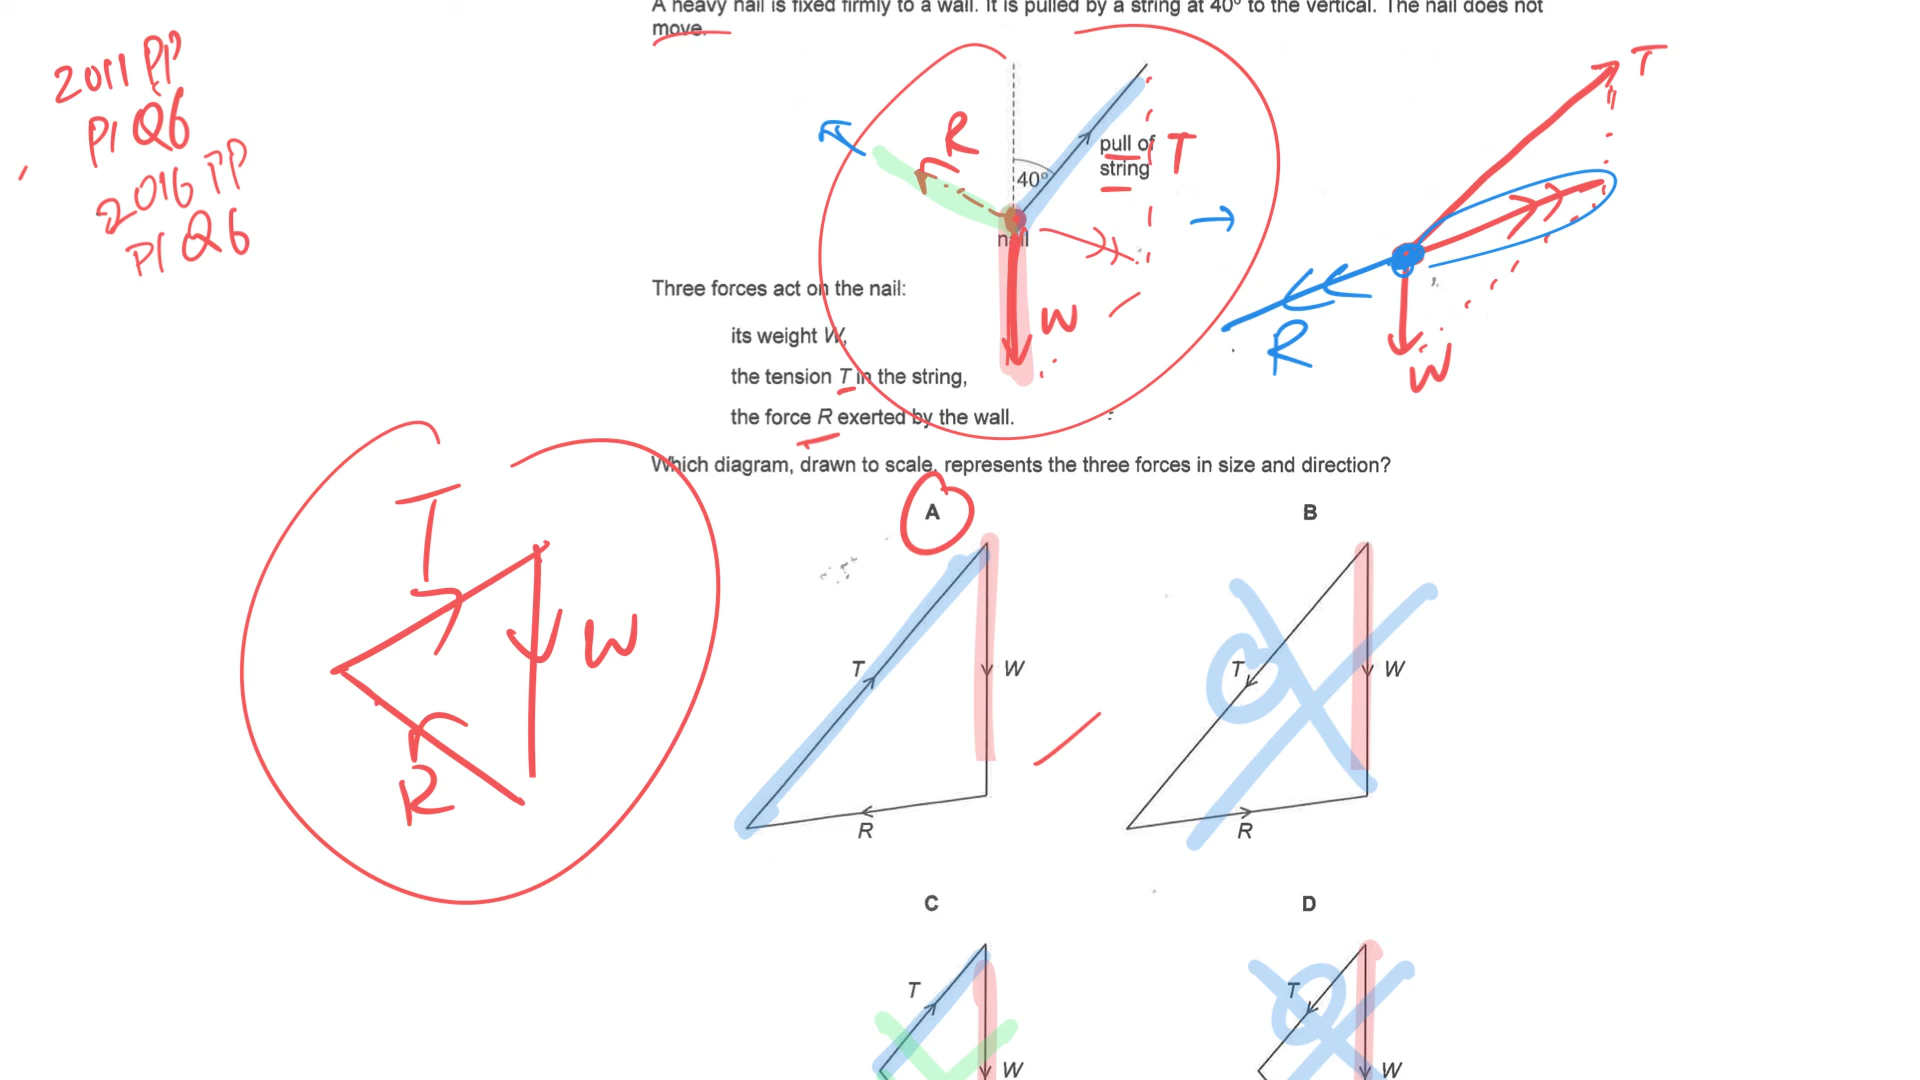 A heavy nail is fixed firmly to a wall. It is pulled by a string at 40° to the vertical. The nail does not
move.
2011 PP
P1 Q6
2016 PP
P1 Q6
R
40°
pull of
string
T
nail
W
T
R
W
Three forces act on the nail:
its weight W,
the tension T in the string,
the force R exerted by the wall.
Which diagram, drawn to scale, represents the three forces in size and direction?
T
W
R
A
T
W
R
B
T
W
R
C
T
W
D
T
W